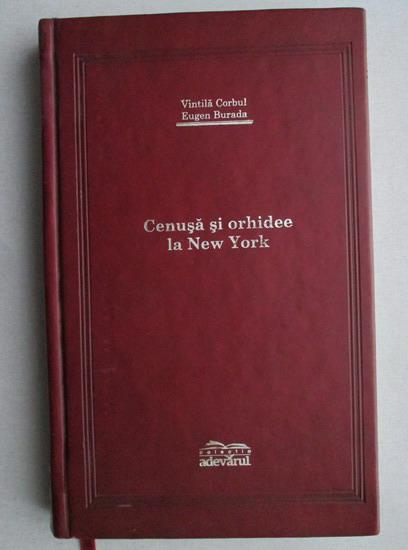 Vintilă Corbul
Eugen Burada
Cenuşă şi orhidee
la New York
colecţia
adevărul